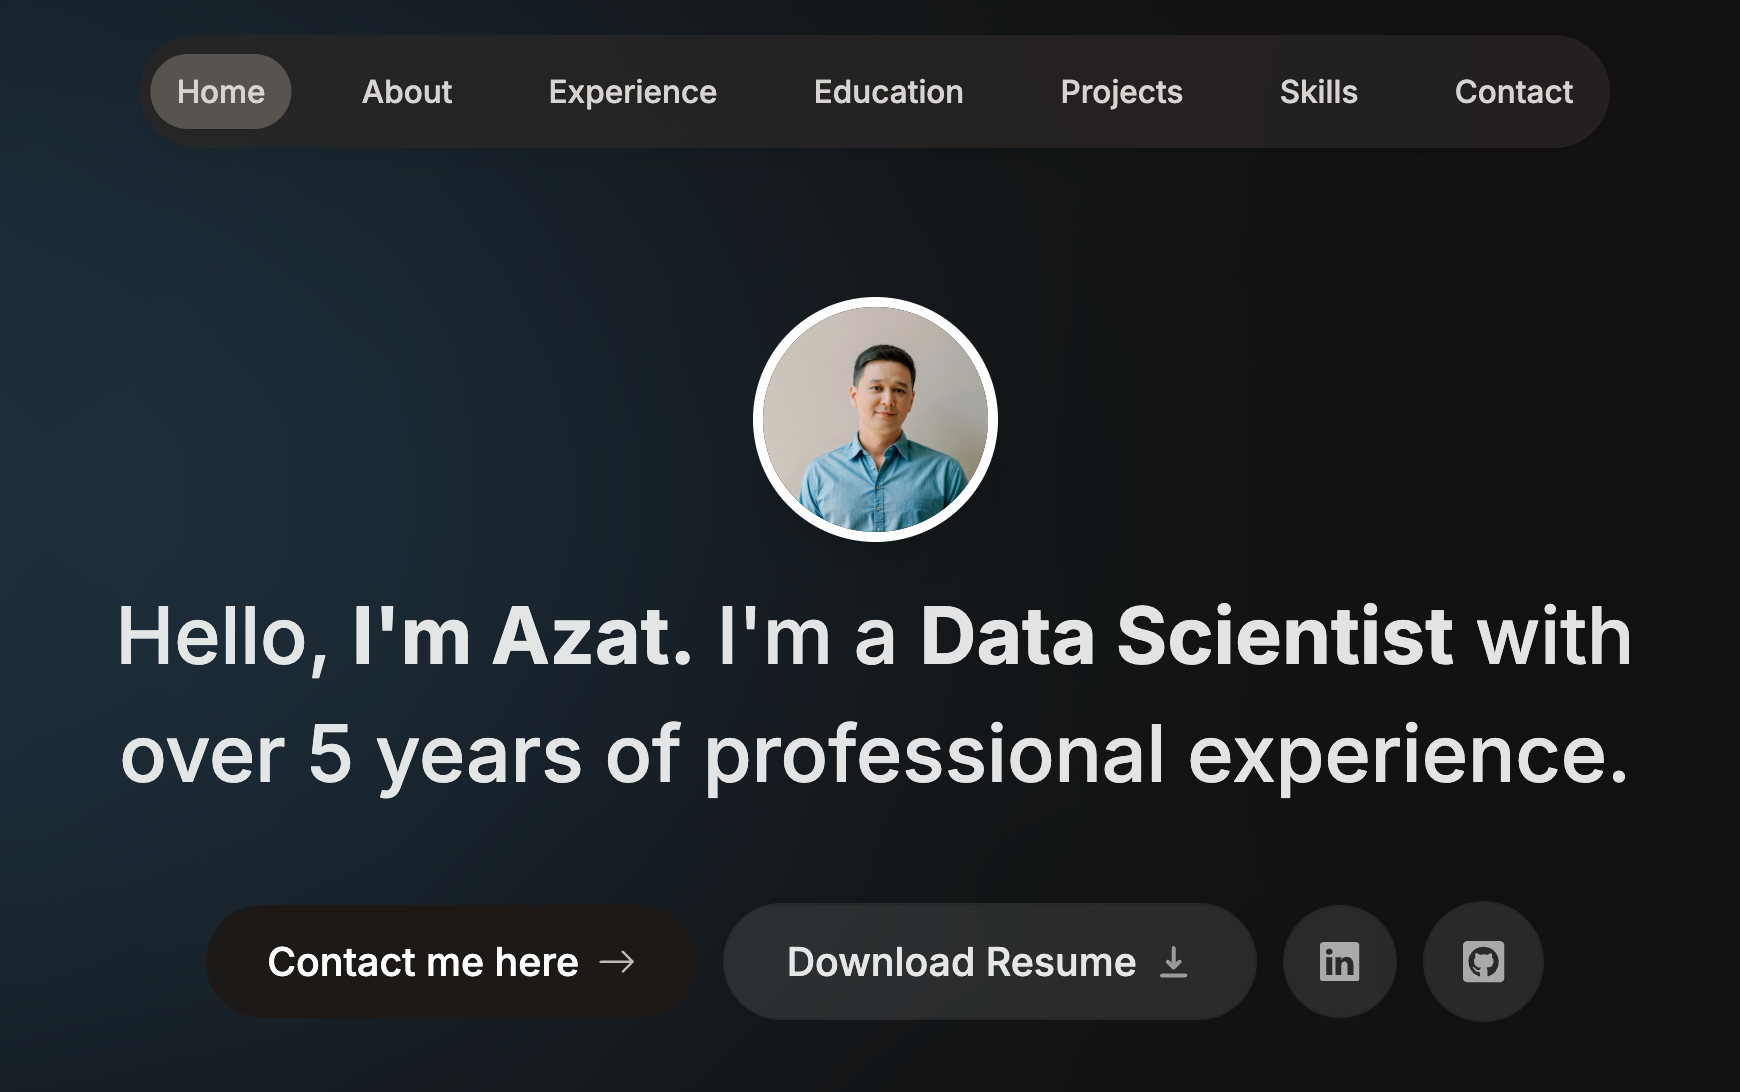 Home About Experience Education Projects Skills Contact
Hello, I'm Azat. I'm a Data Scientist with
over 5 years of professional experience.
Contact me here → Download Resume in